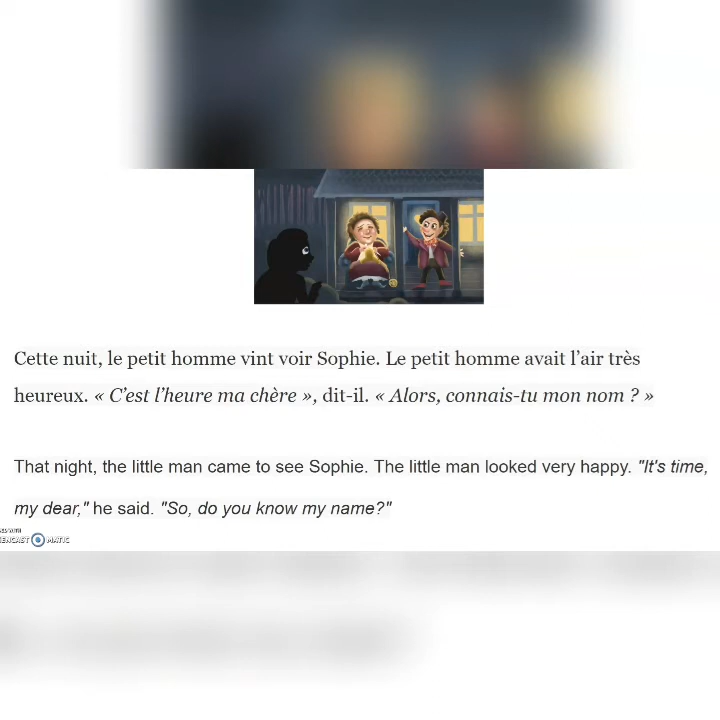 Cette nuit, le petit homme vint voir Sophie. Le petit homme avait l’air très
heureux. « C’est l’heure ma chère », dit-il. « Alors, connais-tu mon nom ? »
That night, the little man came to see Sophie. The little man looked very happy. "It's time,
my dear," he said. "So, do you know my name?"
MATIC